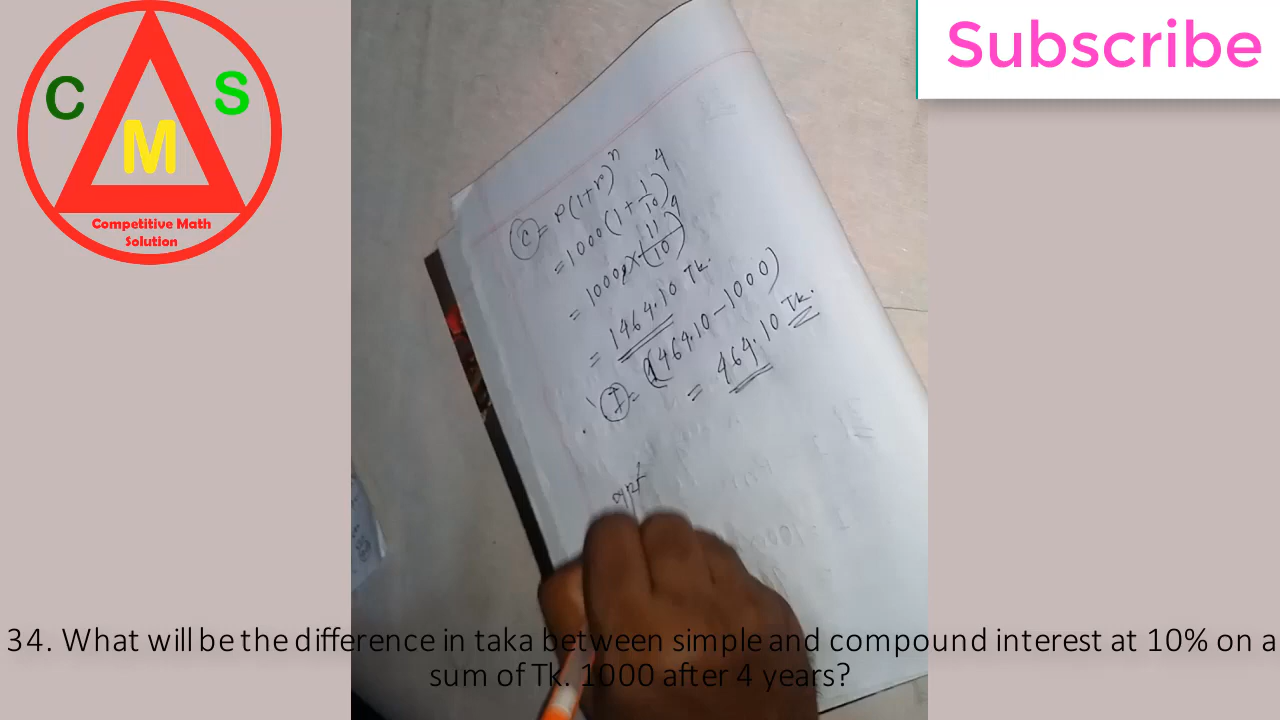 C
S
M
Competitive Math
Solution
Subscribe
C = P(1+r)^n
= 1000(1+1/10)^4
= 1000 × (11/10)^4
= 1464.10 Tk.
∴ I = (1464.10 - 1000)
= 464.10 Tk.
34. What will be the difference in taka between simple and compound interest at 10% on a
sum of Tk. 1000 after 4 years?